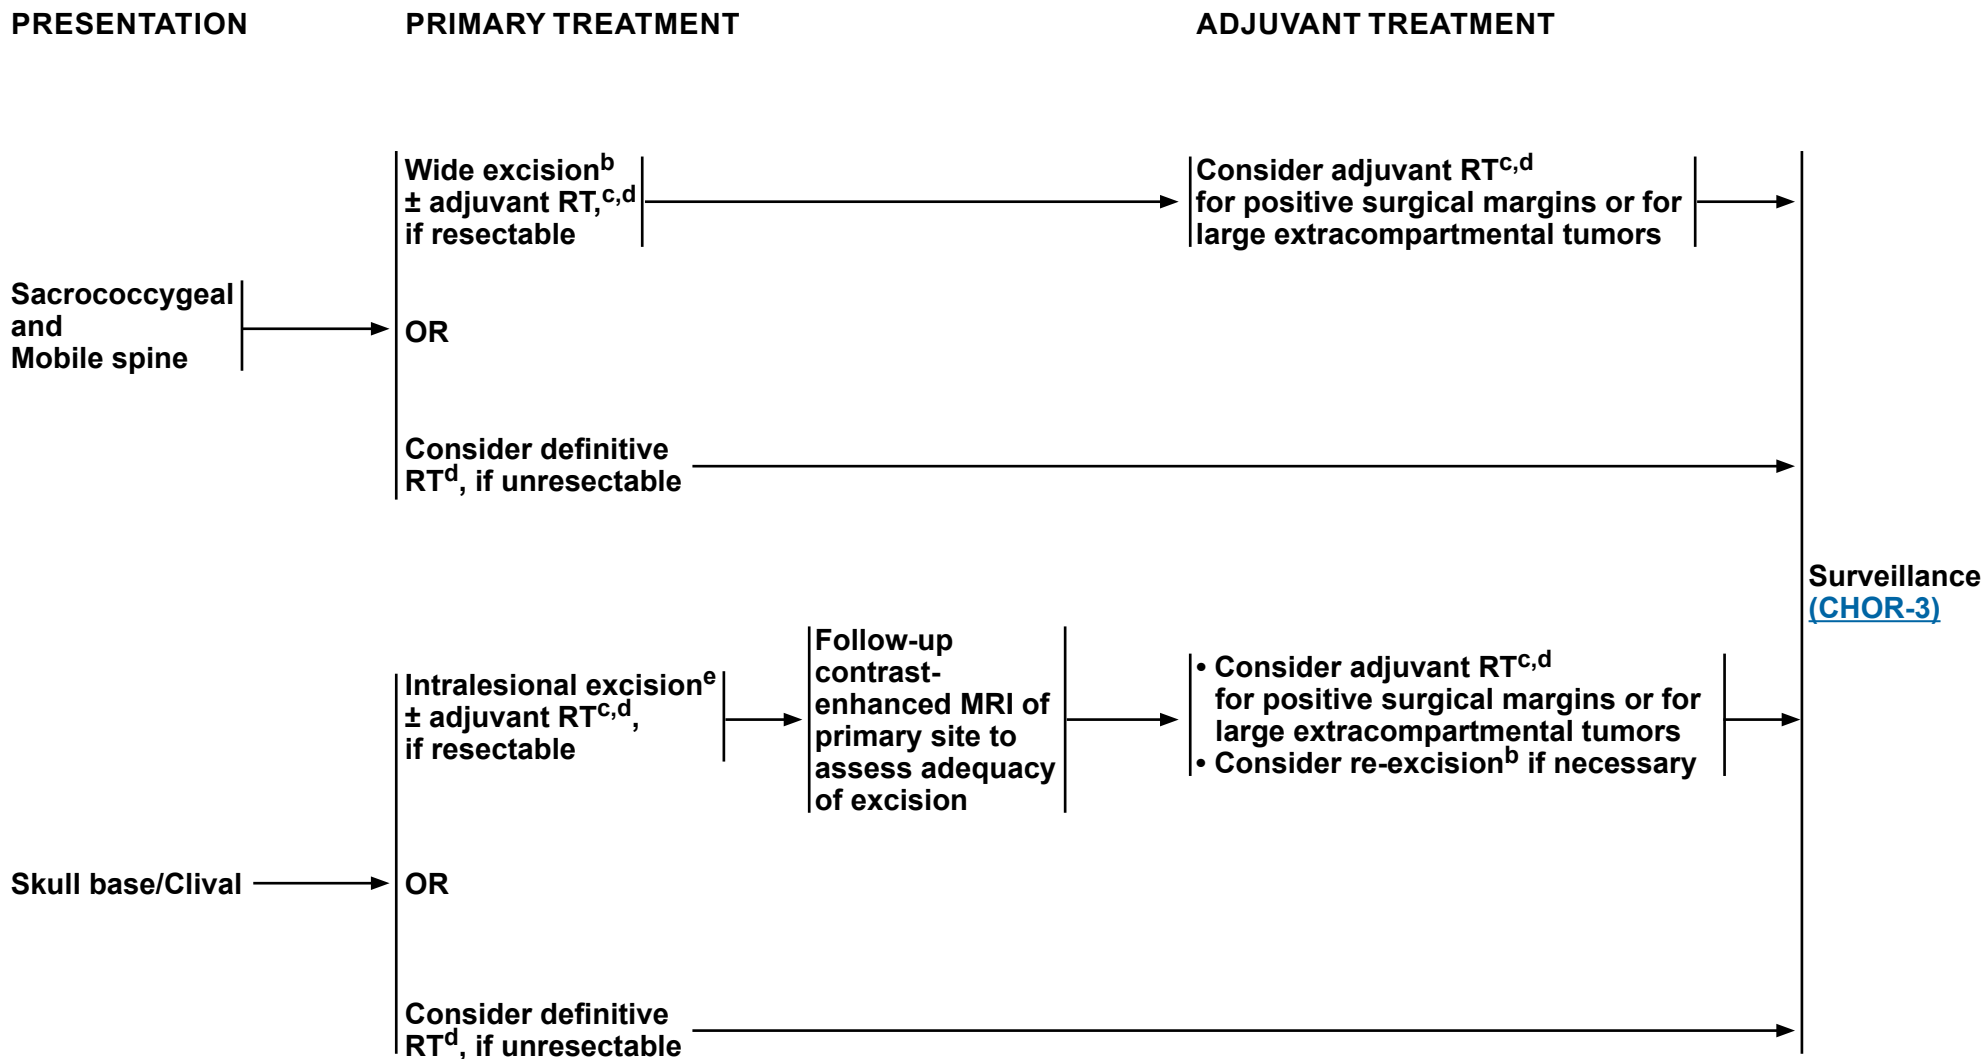 PRESENTATION PRIMARY TREATMENT ADJUVANT TREATMENT
Wide excisionb
± adjuvant RT,c,d
if resectable
Consider adjuvant RTc,d
for positive surgical margins or for
large extracompartmental tumors
Sacrococcygeal
and
Mobile spine
OR
Consider definitive
RTd, if unresectable
Surveillance
(CHOR-3)
Intralesional excisione
± adjuvant RTc,d,
if resectable
Follow-up
contrast-
enhanced MRI of
primary site to
assess adequacy
of excision
• Consider adjuvant RTc,d
for positive surgical margins or for
large extracompartmental tumors
• Consider re-excisionb if necessary
Skull base/Clival
OR
Consider definitive
RTd, if unresectable